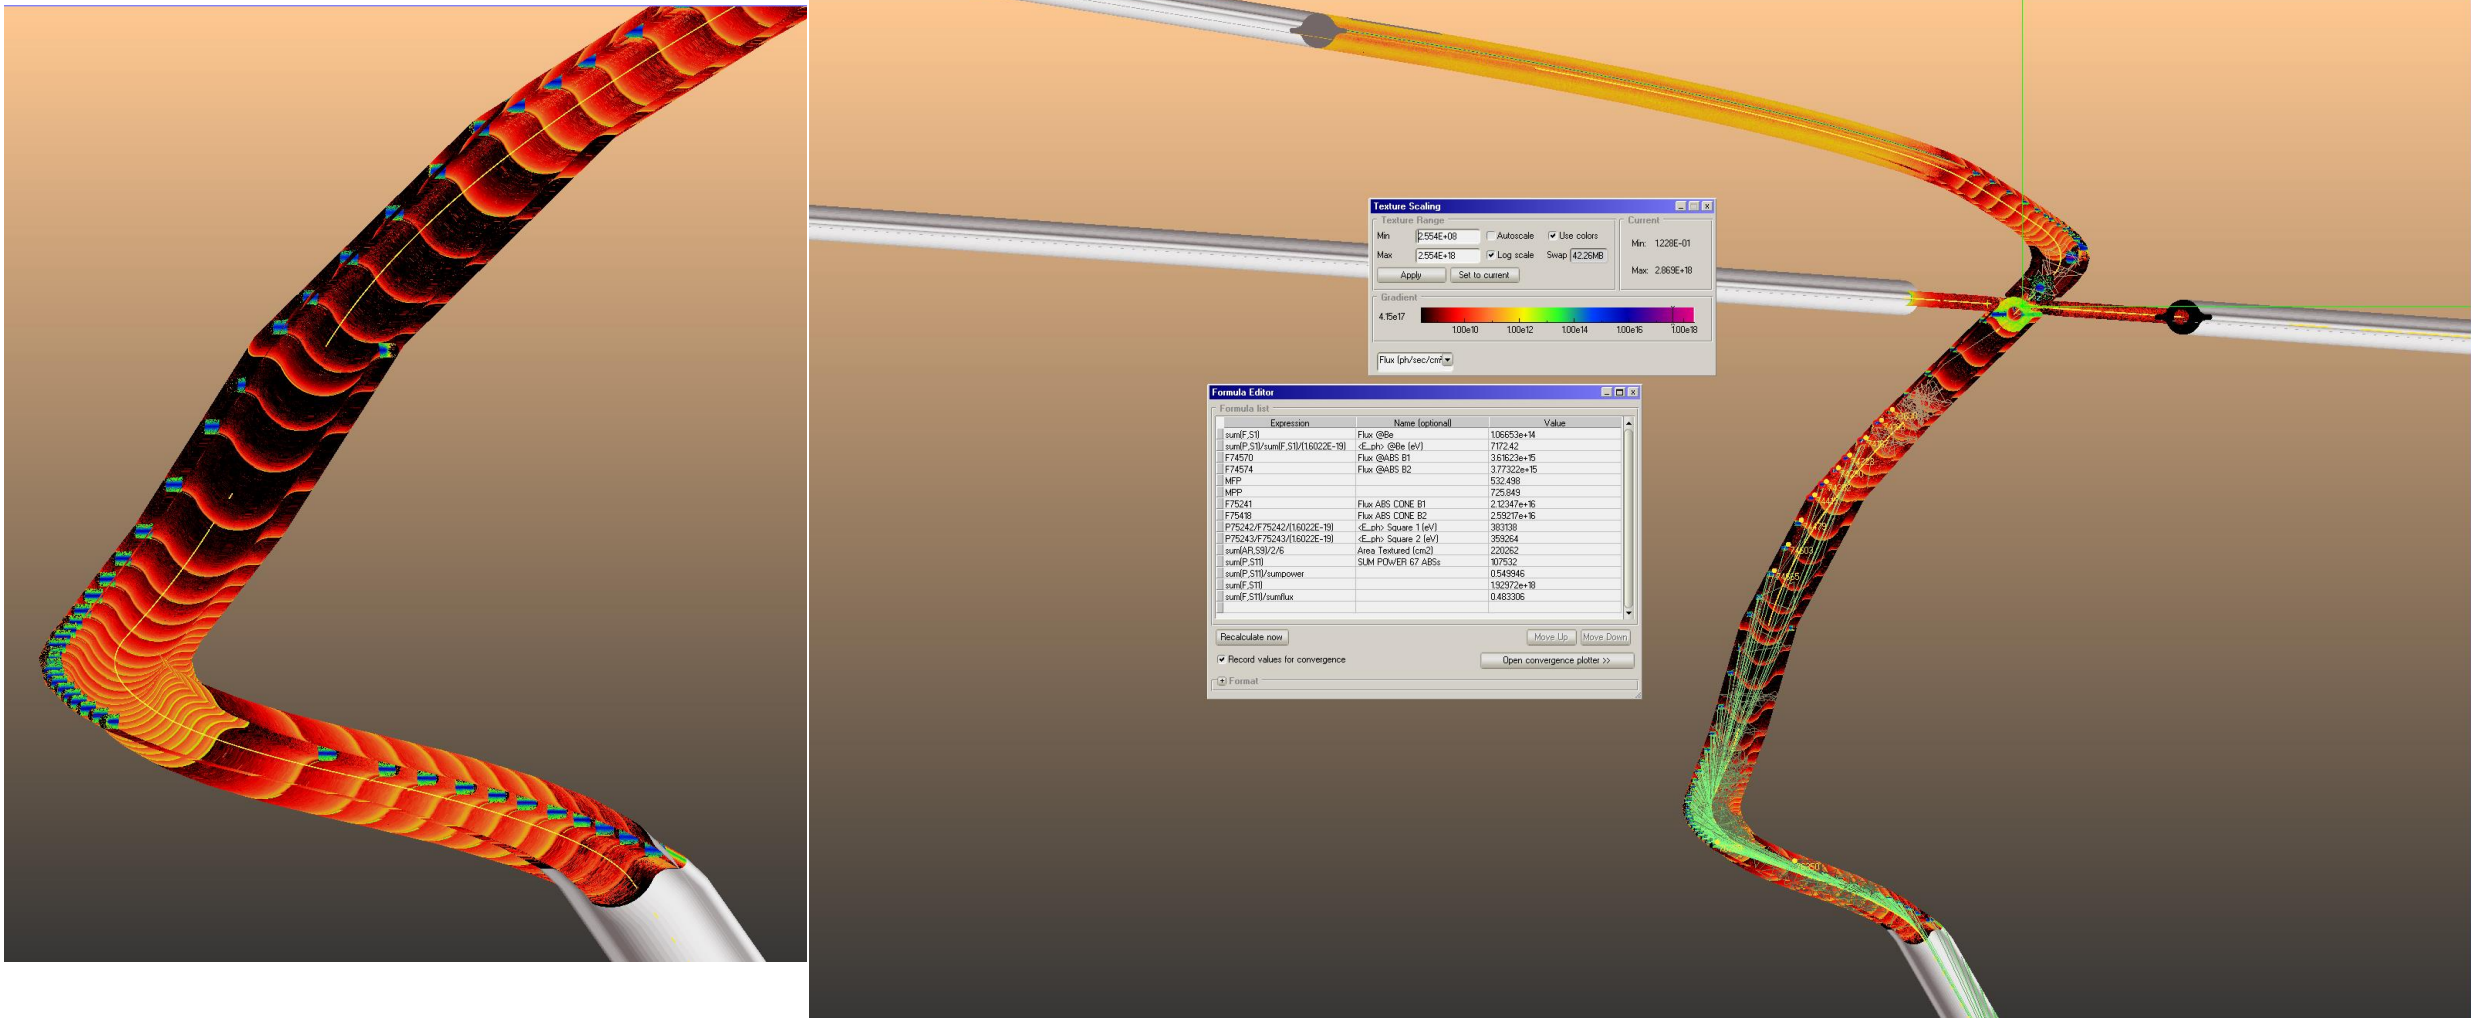 Texture Scaling
Texture Range
Current
Min 2.554E+08 Autoscale Use colors
Min: 1.228E-01
Max 2.554E+18 Log scale Swap 42.26MB
Max: 2.869E+18
Apply Set to current
Gradient
4.15e17
1.00e10 1.00e12 1.00e14 1.00e16 1.00e18
Flux (ph/sec/cm²
Formula Editor
Formula list
Expression Name (optional) Value
sum(F,S1) Flux @Be 1.06653e+14
sum(P,S1)/sum(F,S1)/(1.6022E-19) <E_ph> @Be (eV) 7172.42
F74570 Flux @ABS B1 3.61623e+15
F74574 Flux @ABS B2 3.77322e+15
MFP 532.498
MPP 725.849
F75241 Flux ABS CONE B1 2.12347e+16
F75418 Flux ABS CONE B2 2.59217e+16
P75242/F75242/(1.6022E-19) <E_ph> Square 1 (eV) 383138
P75243/F75243/(1.6022E-19) <E_ph> Square 2 (eV) 359264
sum(AR,S9)/2/6 Area Textured (cm2) 220262
sum(P,S11) SUM POWER 67 ABSs 107532
sum(P,S11)/sumpower 0.549946
sum(F,S11) 1.92972e+18
sum(F,S11)/sumflux 0.483306
Recalculate now Move Up Move Down
Record values for convergence Open convergence plotter >>
Format